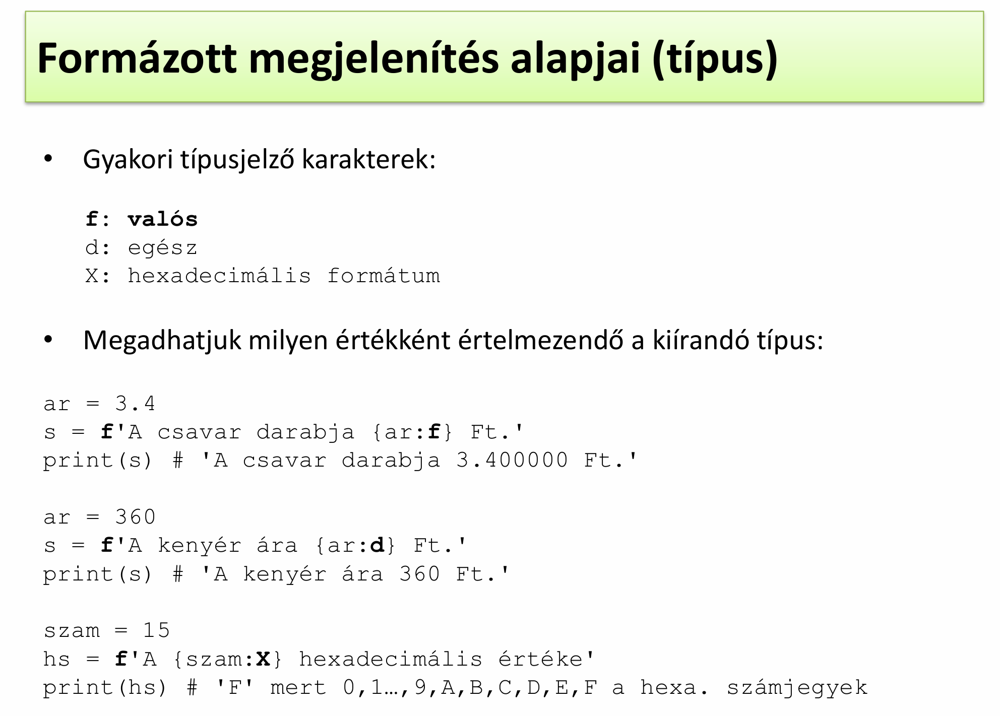 Formázott megjelenítés alapjai (típus)
• Gyakori típusjelző karakterek:
f: valós
d: egész
X: hexadecimális formátum
• Megadhatjuk milyen értékként értelmezendő a kiírandó típus:
ar = 3.4
s = f'A csavar darabja {ar:f} Ft.'
print(s) # 'A csavar darabja 3.400000 Ft.'
ar = 360
s = f'A kenyér ára {ar:d} Ft.'
print(s) # 'A kenyér ára 360 Ft.'
szam = 15
hs = f'A {szam:X} hexadecimális értéke'
print(hs) # 'F' mert 0,1…,9,A,B,C,D,E,F a hexa. számjegyek